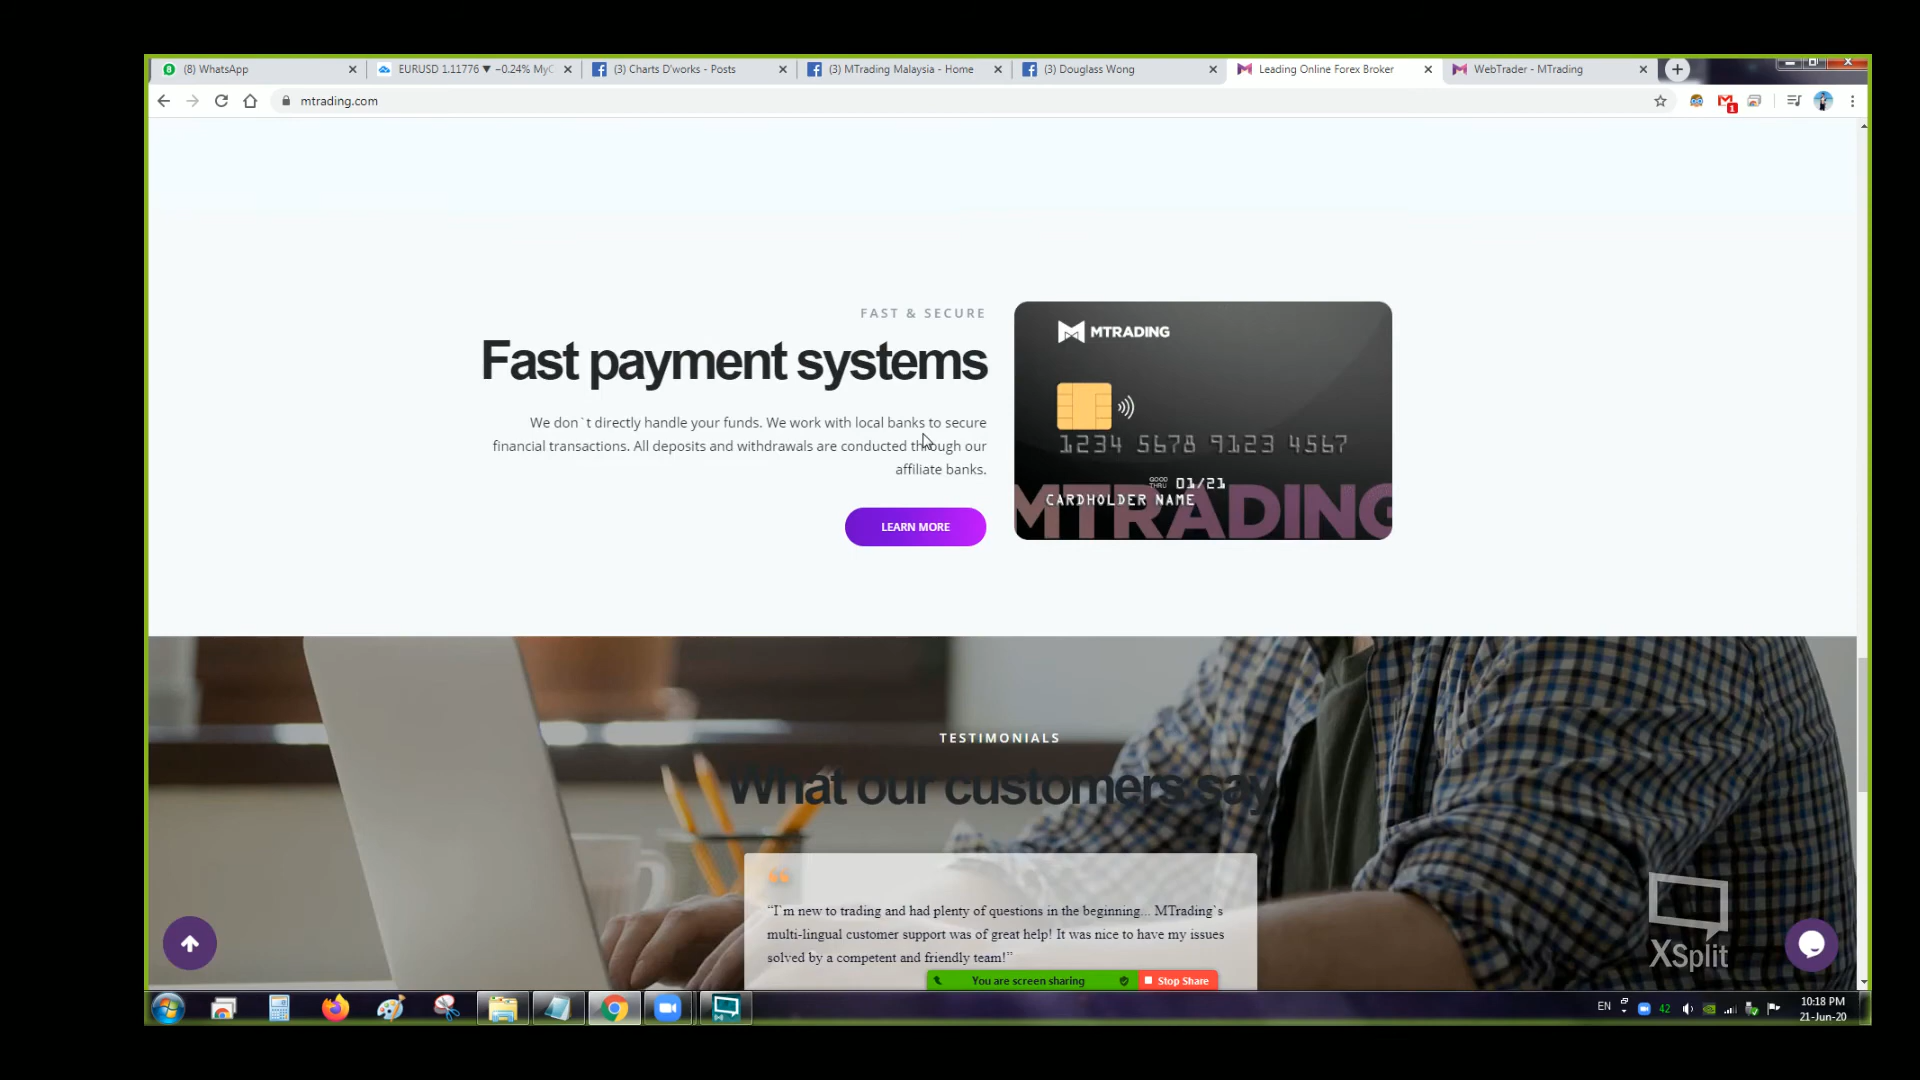 (8) WhatsApp
EURUSD 1.11776 ▼ −0.24% MyC
(3) Charts D'works - Posts
(3) MTrading Malaysia - Home
(3) Douglass Wong
Leading Online Forex Broker
WebTrader - MTrading
mtrading.com
1
FAST & SECURE
Fast payment systems
We don`t directly handle your funds. We work with local banks to secure
financial transactions. All deposits and withdrawals are conducted through our
affiliate banks.
LEARN MORE
MTRADING
1234 5678 9123 4567
GOOD THRU 01/21
CARDHOLDER NAME
MTRADING
TESTIMONIALS
What our customers say
“I`m new to trading and had plenty of questions in the beginning... MTrading`s
multi-lingual customer support was of great help! It was nice to have my issues
solved by a competent and friendly team!”
XSplit
You are screen sharing
Stop Share
EN
42
10:18 PM
21-Jun-20